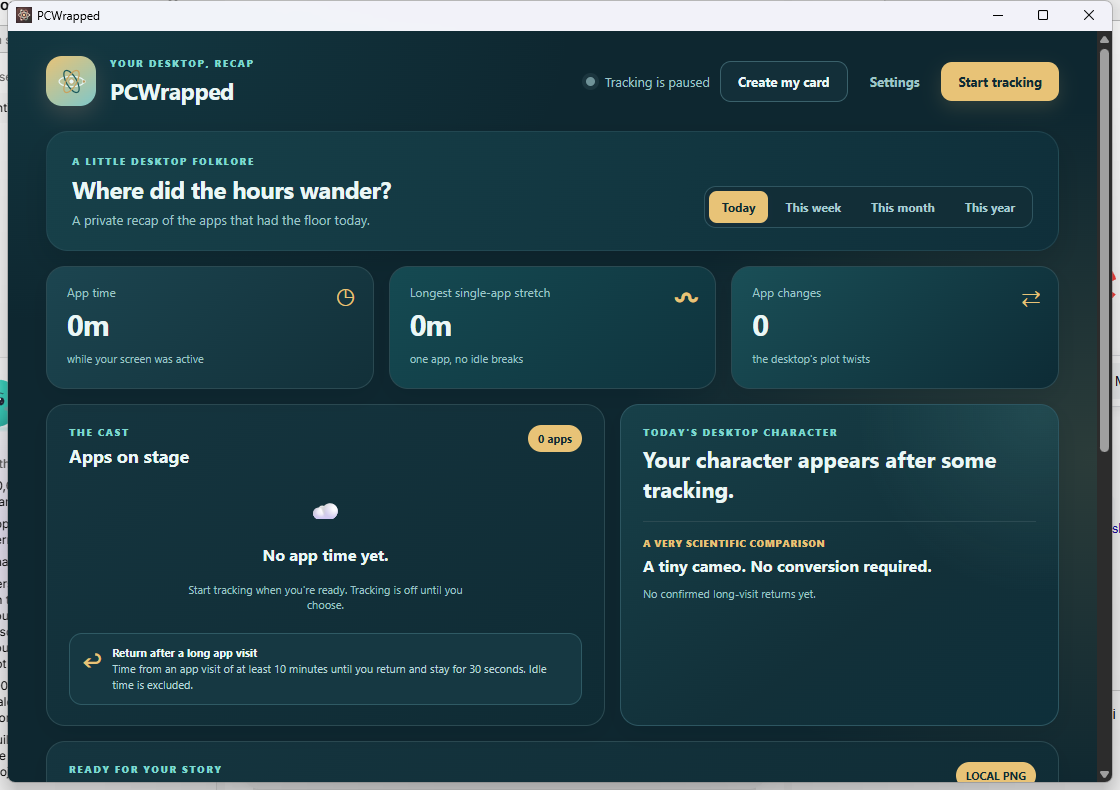 PCWrapped
YOUR DESKTOP, RECAP
PCWrapped
Tracking is paused
Create my card
Settings
Start tracking
A LITTLE DESKTOP FOLKLORE
Where did the hours wander?
A private recap of the apps that had the floor today.
Today
This week
This month
This year
App time
0m
while your screen was active
Longest single-app stretch
0m
one app, no idle breaks
App changes
0
the desktop's plot twists
THE CAST
Apps on stage
0 apps
No app time yet.
Start tracking when you're ready. Tracking is off until you
choose.
Return after a long app visit
Time from an app visit of at least 10 minutes until you return and stay for 30 seconds. Idle
time is excluded.
TODAY'S DESKTOP CHARACTER
Your character appears after some
tracking.
A VERY SCIENTIFIC COMPARISON
A tiny cameo. No conversion required.
No confirmed long-visit returns yet.
READY FOR YOUR STORY
LOCAL PNG